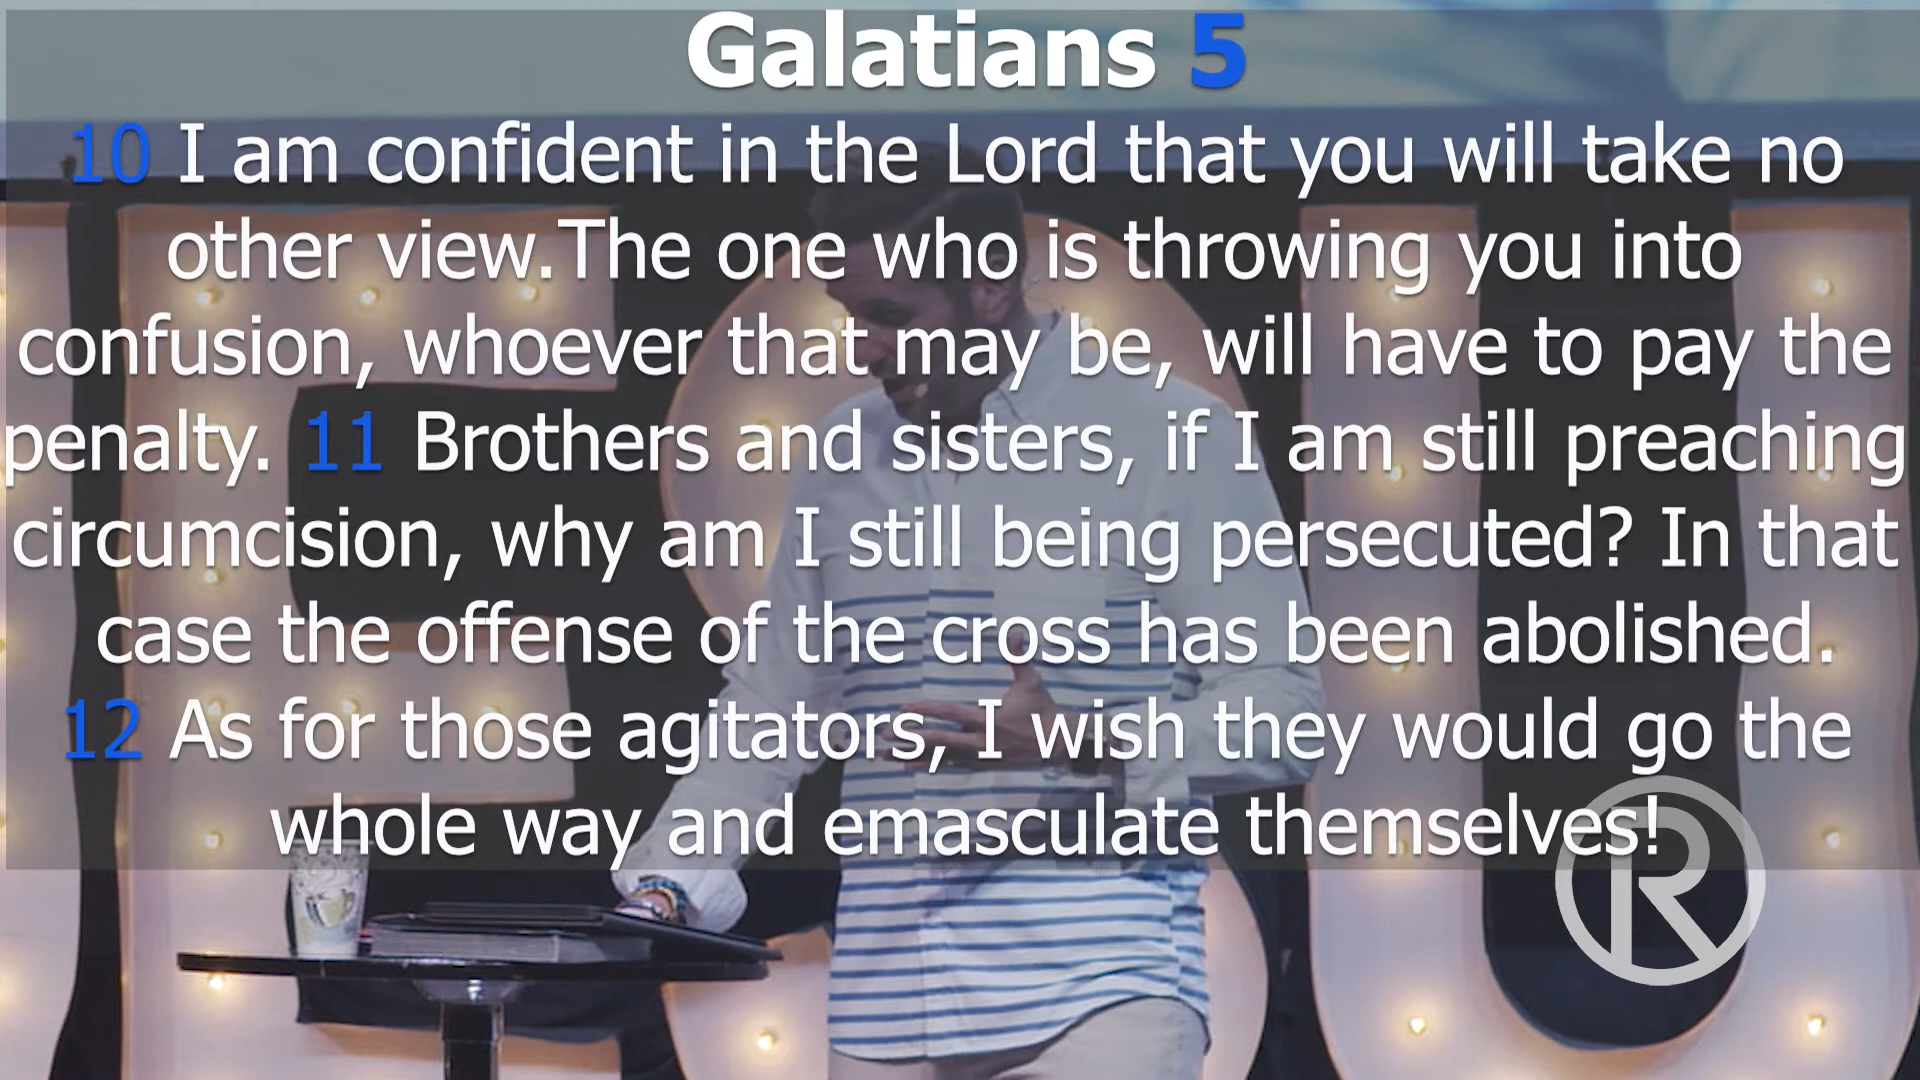 Galatians 5
10 I am confident in the Lord that you will take no
other view.The one who is throwing you into
confusion, whoever that may be, will have to pay the
penalty. 11 Brothers and sisters, if I am still preaching
circumcision, why am I still being persecuted? In that
case the offense of the cross has been abolished.
12 As for those agitators, I wish they would go the
whole way and emasculate themselves!
R